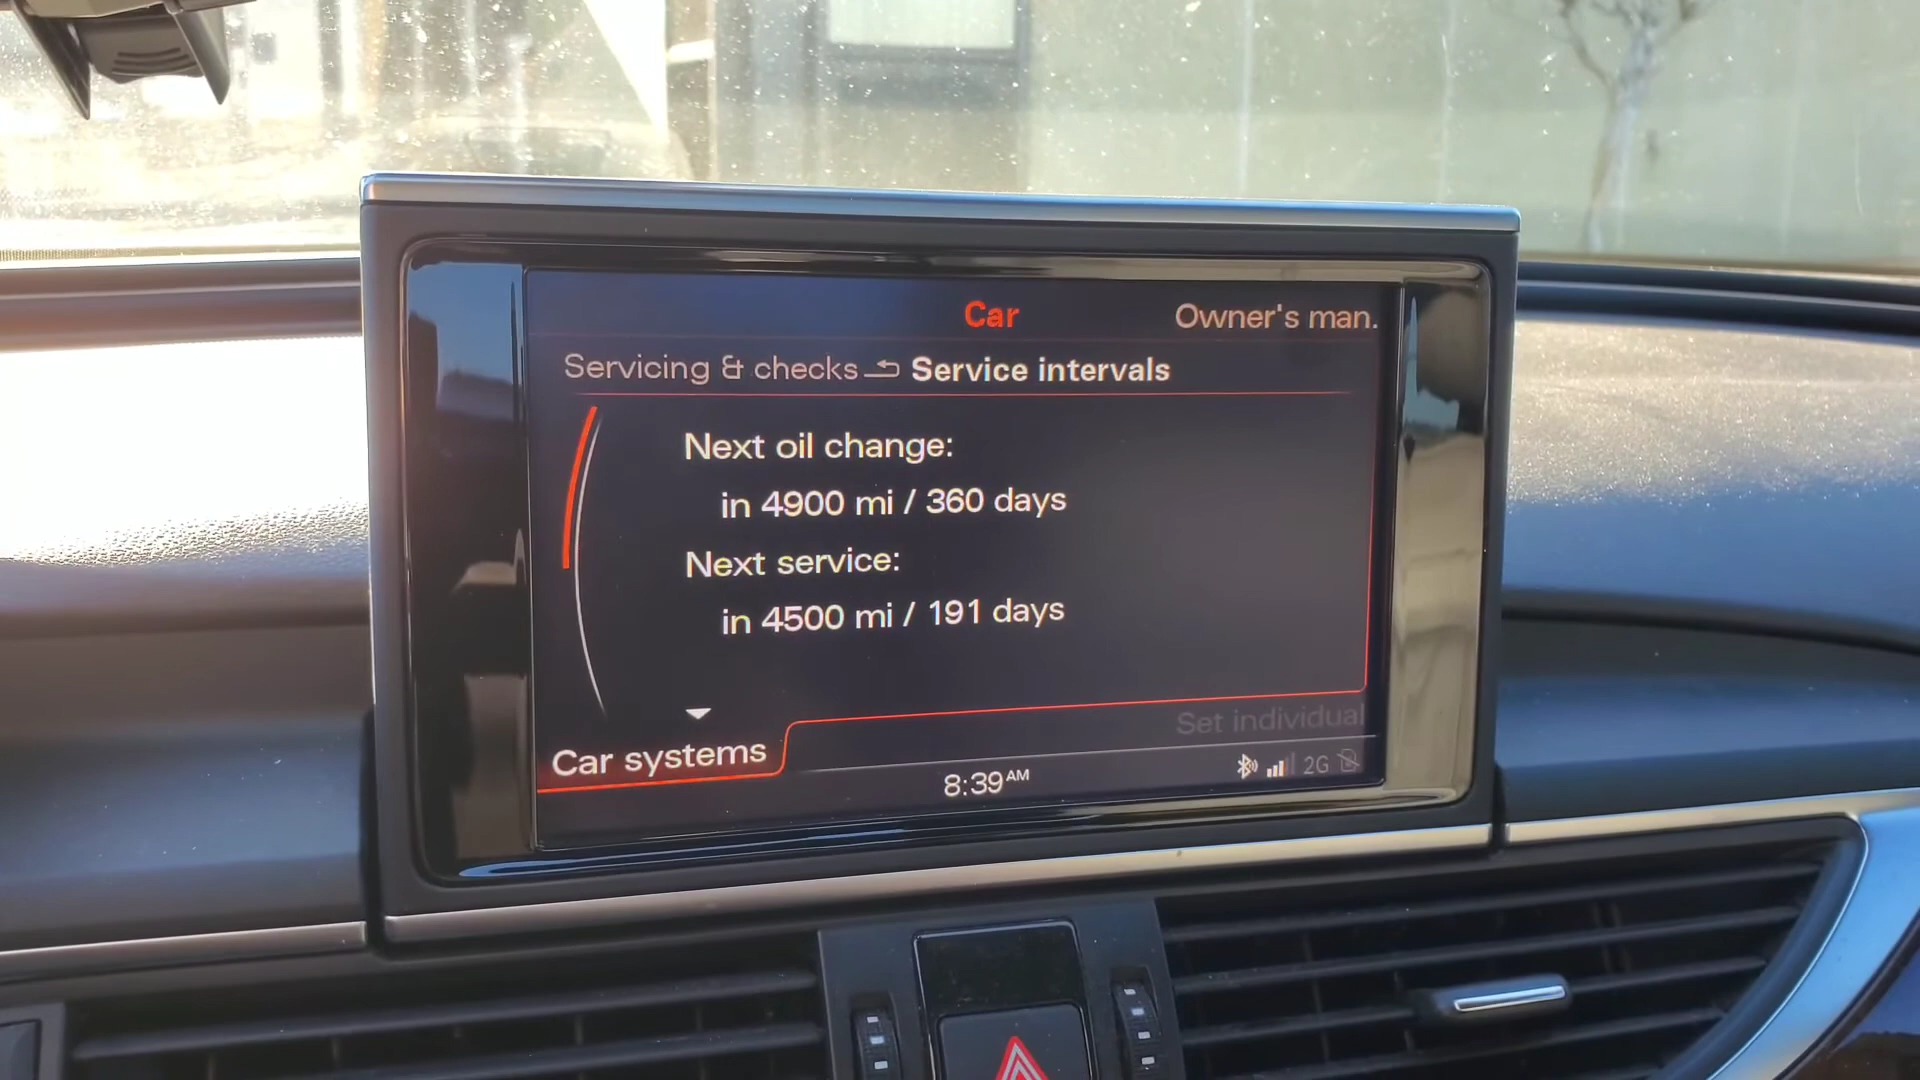 Car Owner's man.
Servicing & checks Service intervals
Next oil change:
in 4900 mi / 360 days
Next service:
in 4500 mi / 191 days
Set individual
Car systems
8:39 AM 2G